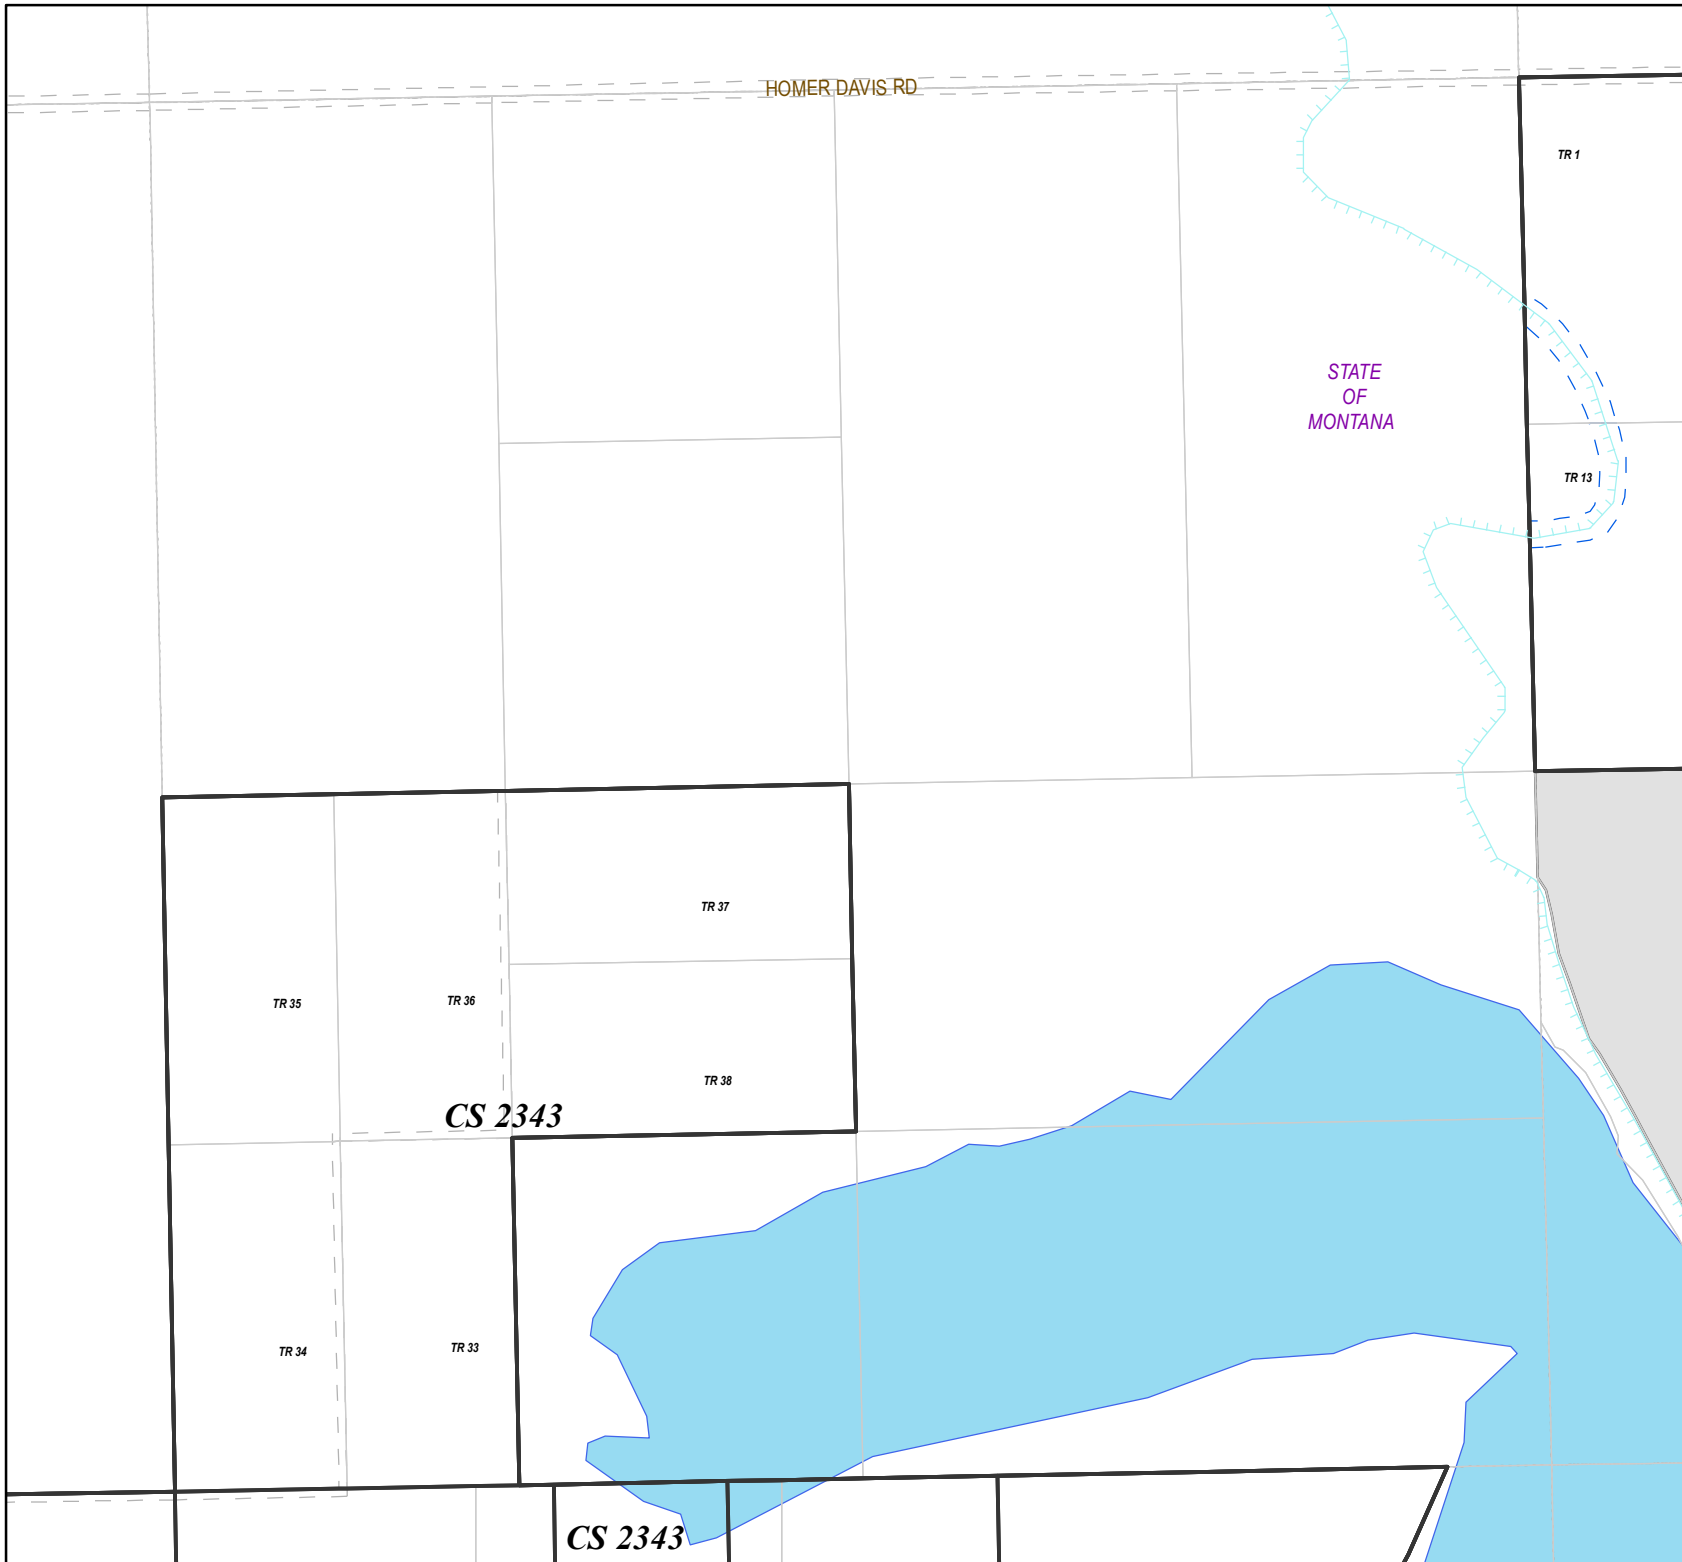 HOMER DAVIS RD
TR 1
STATE
OF
MONTANA
TR 13
TR 37
TR 35
TR 36
TR 38
CS 2343
TR 34
TR 33
CS 2343